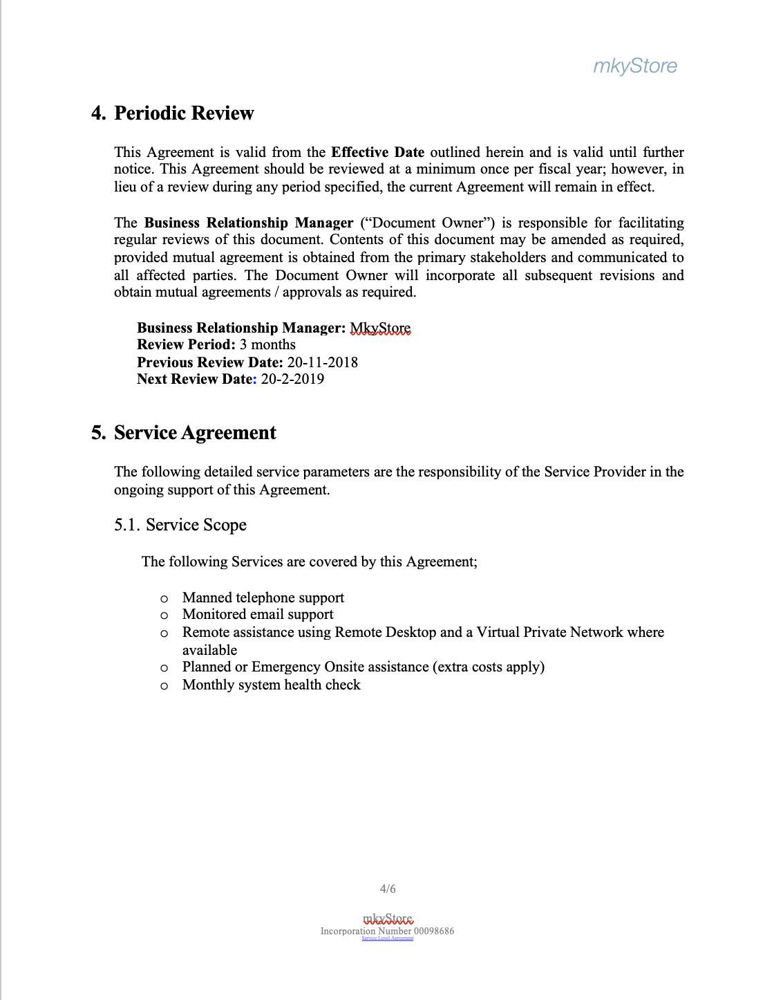 mkyStore
4. Periodic Review
This Agreement is valid from the Effective Date outlined herein and is valid until further
notice. This Agreement should be reviewed at a minimum once per fiscal year; however, in
lieu of a review during any period specified, the current Agreement will remain in effect.
The Business Relationship Manager (“Document Owner”) is responsible for facilitating
regular reviews of this document. Contents of this document may be amended as required,
provided mutual agreement is obtained from the primary stakeholders and communicated to
all affected parties. The Document Owner will incorporate all subsequent revisions and
obtain mutual agreements / approvals as required.
Business Relationship Manager: MkyStore
Review Period: 3 months
Previous Review Date: 20-11-2018
Next Review Date: 20-2-2019
5. Service Agreement
The following detailed service parameters are the responsibility of the Service Provider in the
ongoing support of this Agreement.
5.1. Service Scope
The following Services are covered by this Agreement;
o Manned telephone support
o Monitored email support
o Remote assistance using Remote Desktop and a Virtual Private Network where
available
o Planned or Emergency Onsite assistance (extra costs apply)
o Monthly system health check
4/6
mkyStore
Incorporation Number 00098686
Service Level Agreement